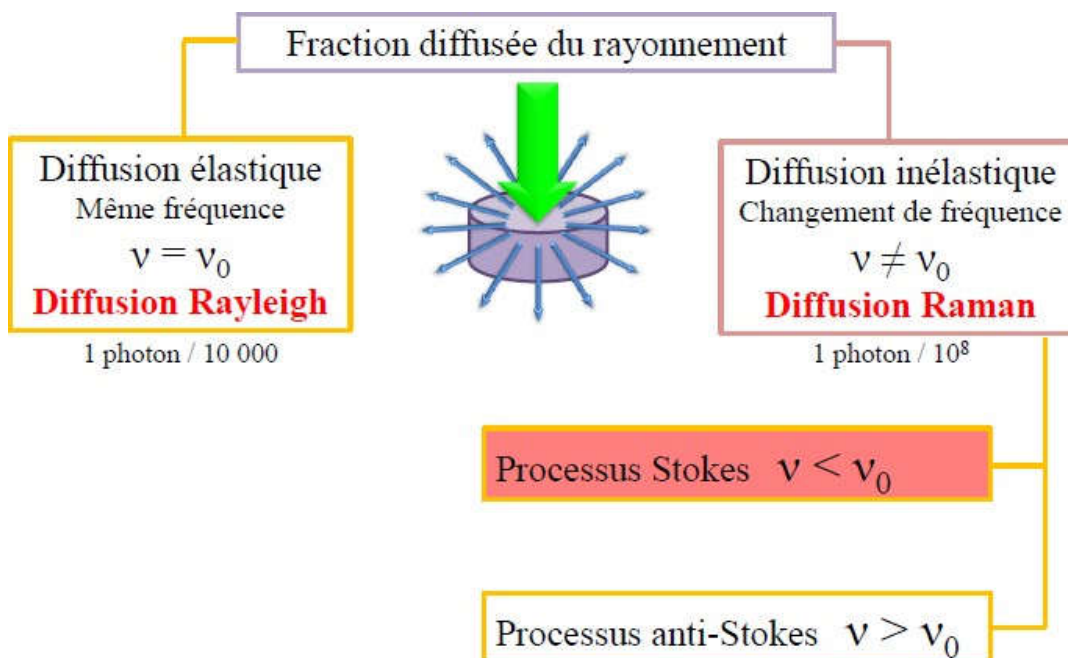 Fraction diffusée du rayonnement
Diffusion élastique
Même fréquence
ν = ν₀
Diffusion Rayleigh
1 photon / 10 000
Diffusion inélastique
Changement de fréquence
ν ≠ ν₀
Diffusion Raman
1 photon / 10⁸
Processus Stokes ν < ν₀
Processus anti-Stokes ν > ν₀